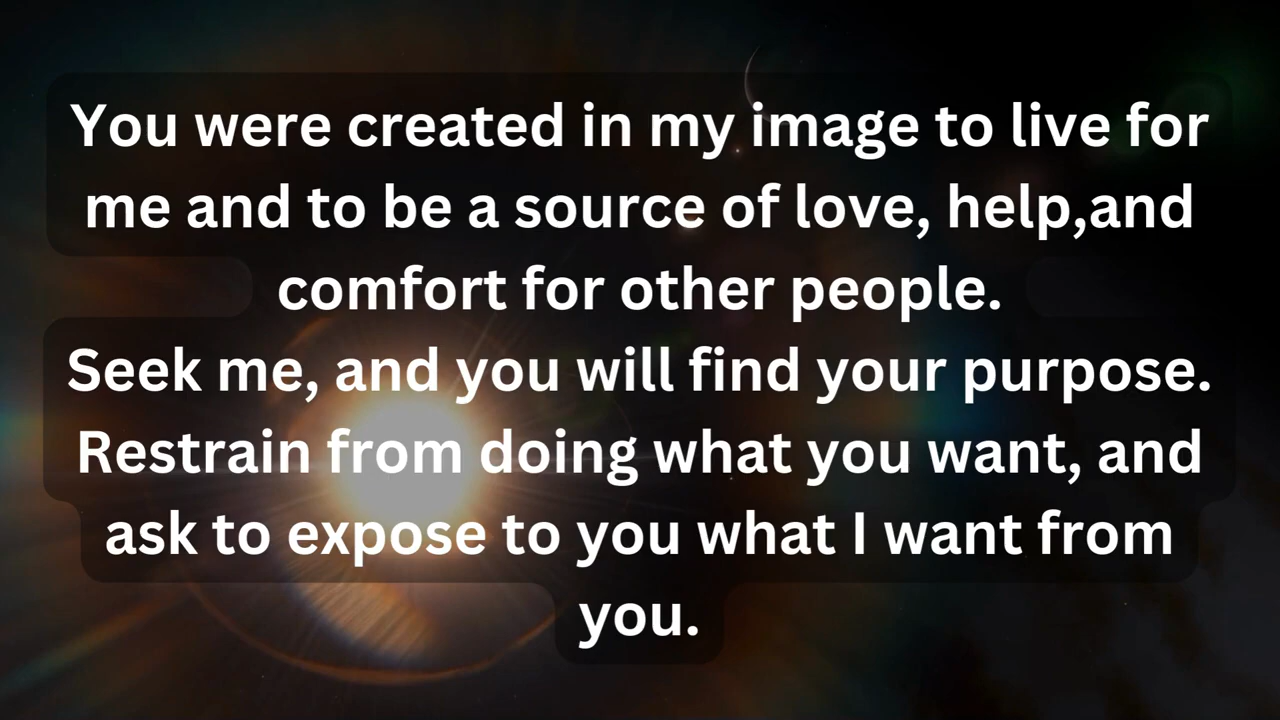 You were created in my image to live for
me and to be a source of love, help,and
comfort for other people.
Seek me, and you will find your purpose.
Restrain from doing what you want, and
ask to expose to you what I want from
you.